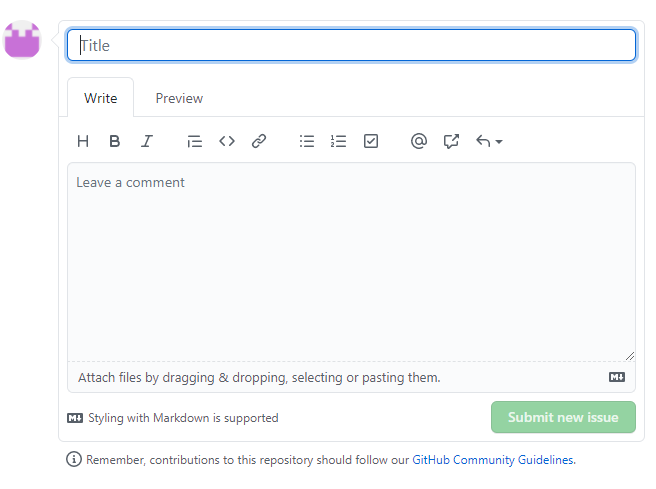 Title
Write Preview
H B I
Leave a comment
Attach files by dragging & dropping, selecting or pasting them.
Styling with Markdown is supported
Submit new issue
Remember, contributions to this repository should follow our GitHub Community Guidelines.